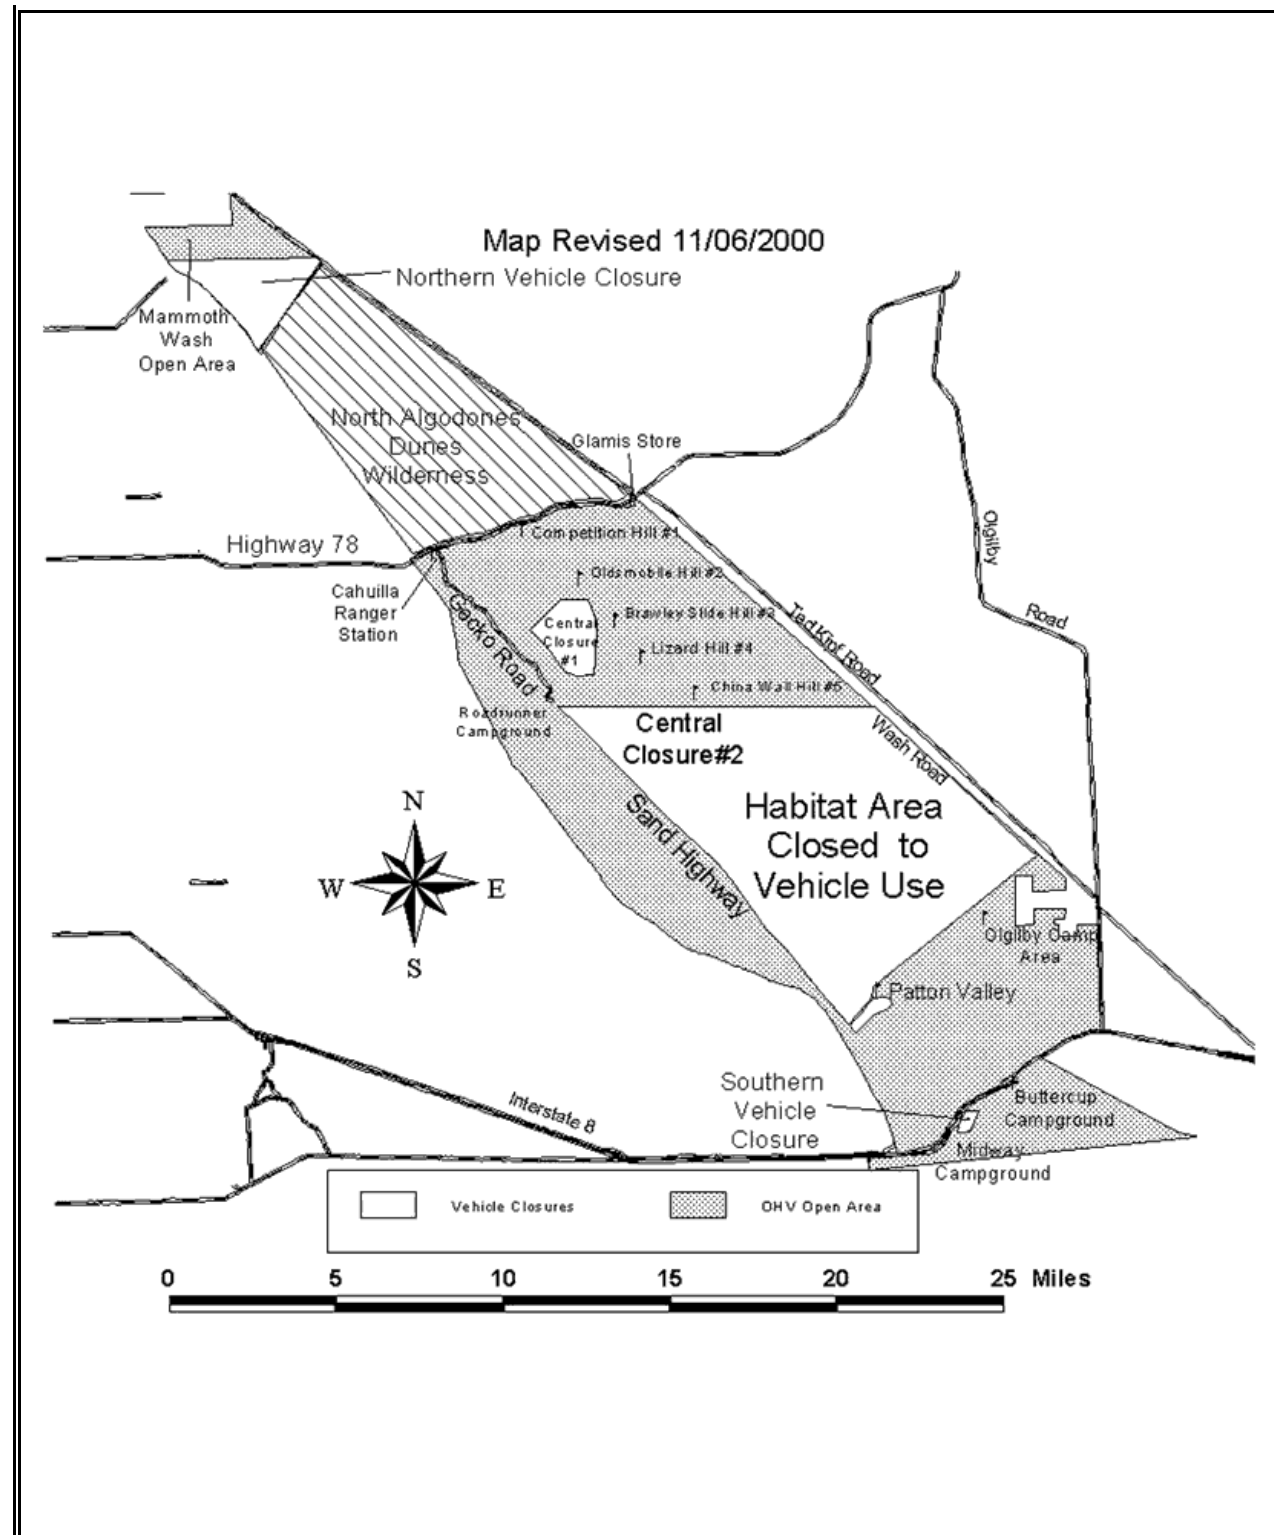 Map Revised 11/06/2000
Northern Vehicle Closure
Mammoth
Wash
Open Area
North Algodones
Dunes
Wilderness
Glamis Store
Highway 78
Competition Hill #1
Cahuilla
Ranger
Station
Oldsmobile Hill #2
Gecko Road
Central
Closure
#1
Brawley Slide Hill #3
Lizard Hill #4
China Wall Hill #5
Olgilby
Road
Ted Kipf Road
Wash Road
Roadrunner
Campground
Central
Closure#2
Sand Highway
Habitat Area
Closed to
Vehicle Use
N
W
E
S
Olgilby Camp
Area
Patton Valley
Southern
Vehicle
Closure
Interstate 8
Buttercup
Campground
Midway
Campground
Vehicle Closures
OHV Open Area
0 5 10 15 20 25 Miles